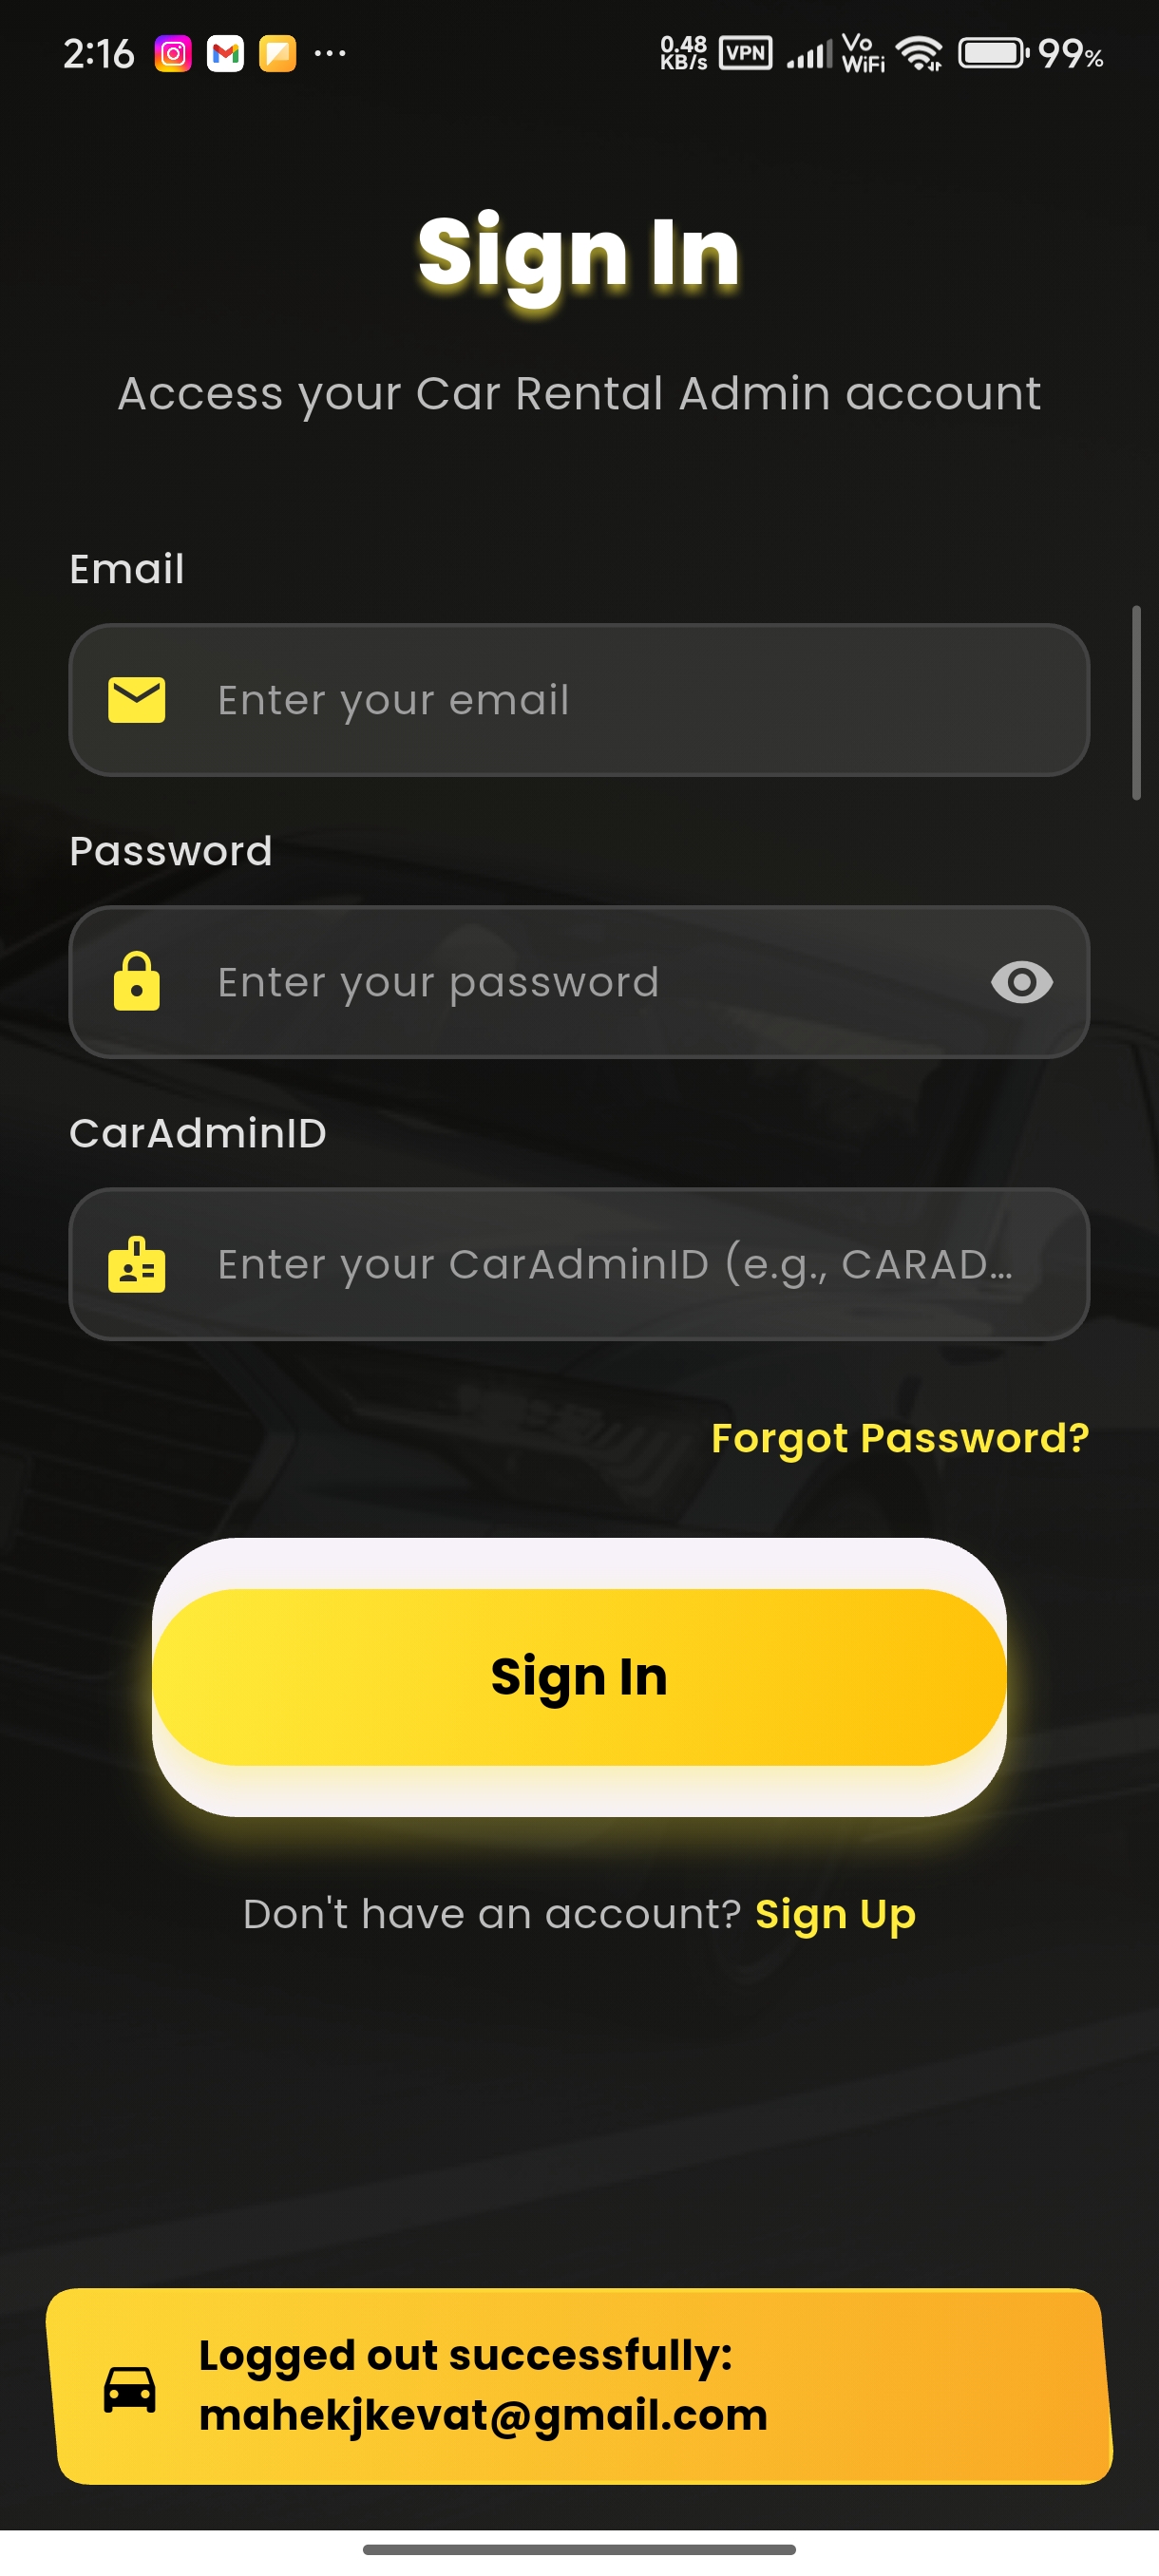 2:16 ... 0.48 KB/s VPN Vo WiFi 99%
Sign In
Access your Car Rental Admin account
Email
Enter your email
Password
Enter your password
CarAdminID
Enter your CarAdminID (e.g., CARAD...
Forgot Password?
Sign In
Don't have an account? Sign Up
Logged out successfully:
mahekjkevat@gmail.com